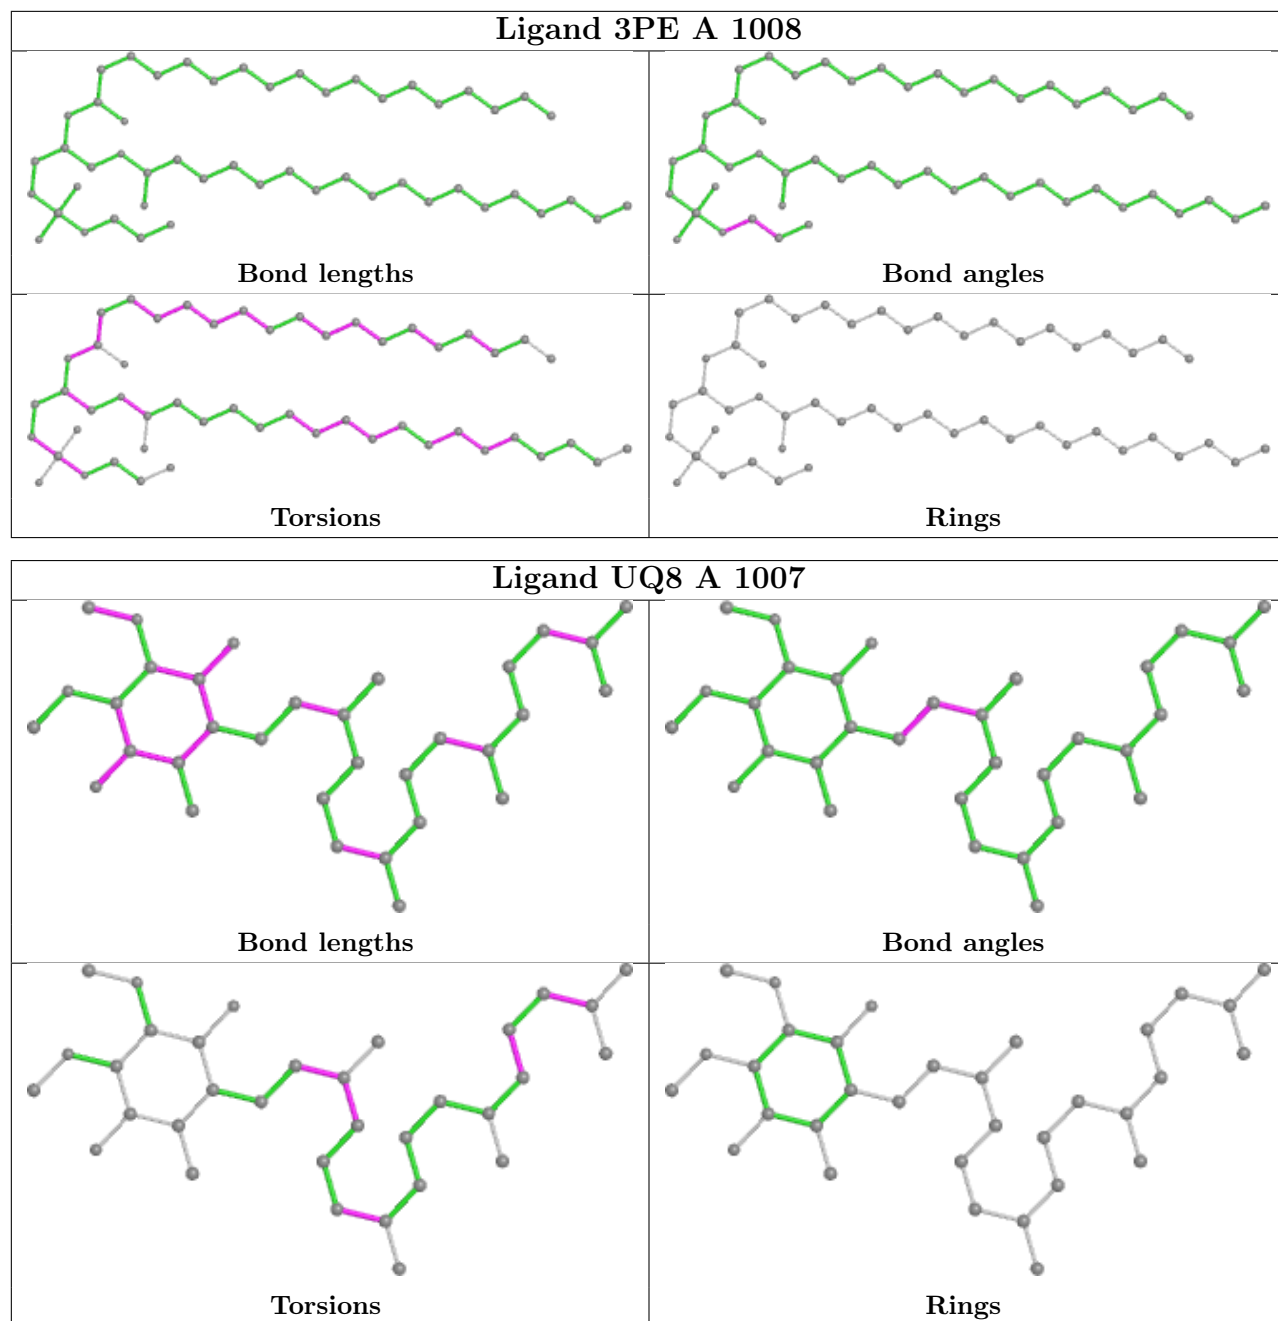 Ligand 3PE A 1008
Bond lengths
Bond angles
Torsions
Rings
Ligand UQ8 A 1007
Bond lengths
Bond angles
Torsions
Rings